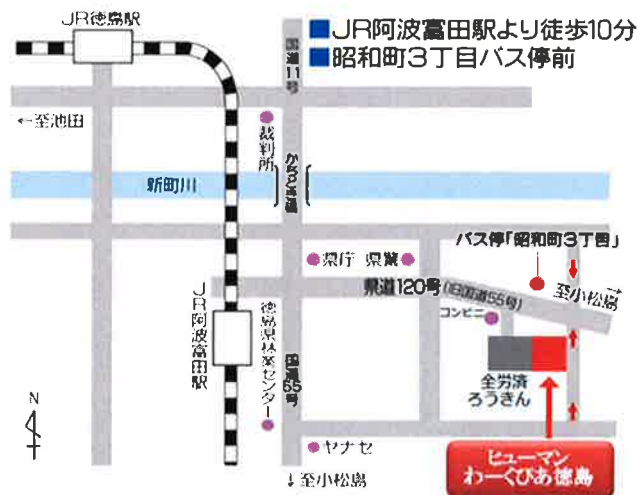 JR徳島駅
■JR阿波富田駅より徒歩10分
■昭和町3丁目バス停前
国道11号
←至池田
裁判所
かちどき橋
新町川
バス停「昭和町3丁目」
県庁 県警
県道120号(旧国道55号)
至小松島
→
コンビニ
JR阿波富田駅
徳島県林業センター
国道55号
全労済
ろうきん
N
ヤナセ
↓至小松島
ヒューマン
わーくぴあ徳島